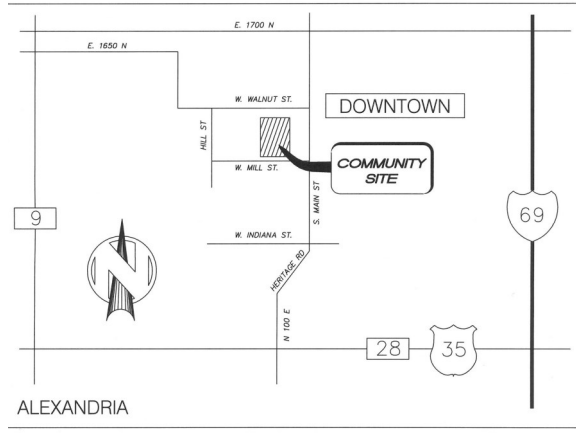 E. 1700 N
E. 1650 N
W. WALNUT ST.
DOWNTOWN
HILL ST
W. MILL ST.
COMMUNITY
SITE
S. MAIN ST
9
69
W. INDIANA ST.
N
HERITAGE RD
N 100 E
28
35
ALEXANDRIA